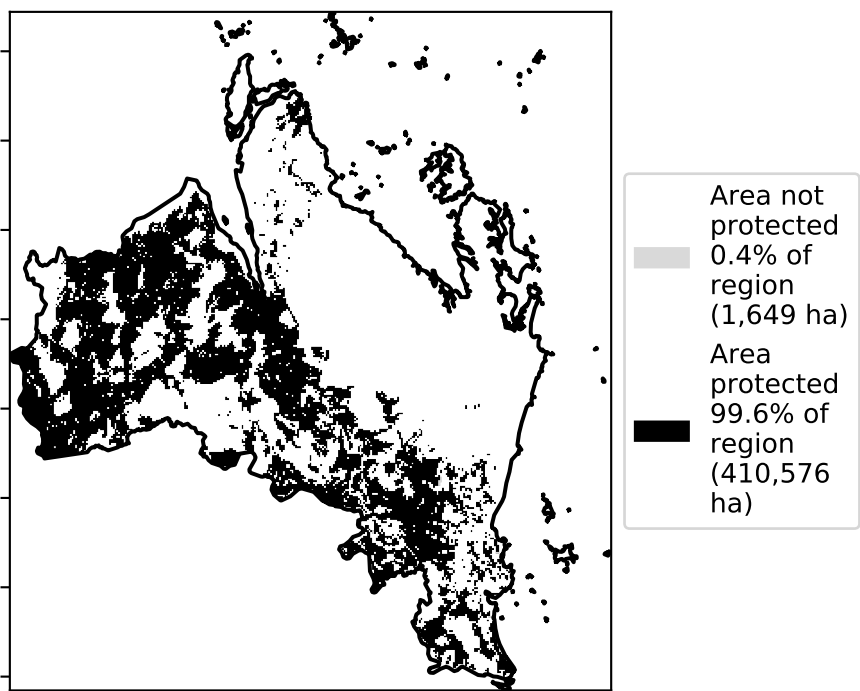 Area not
protected
0.4% of
region
(1,649 ha)
Area
protected
99.6% of
region
(410,576
ha)